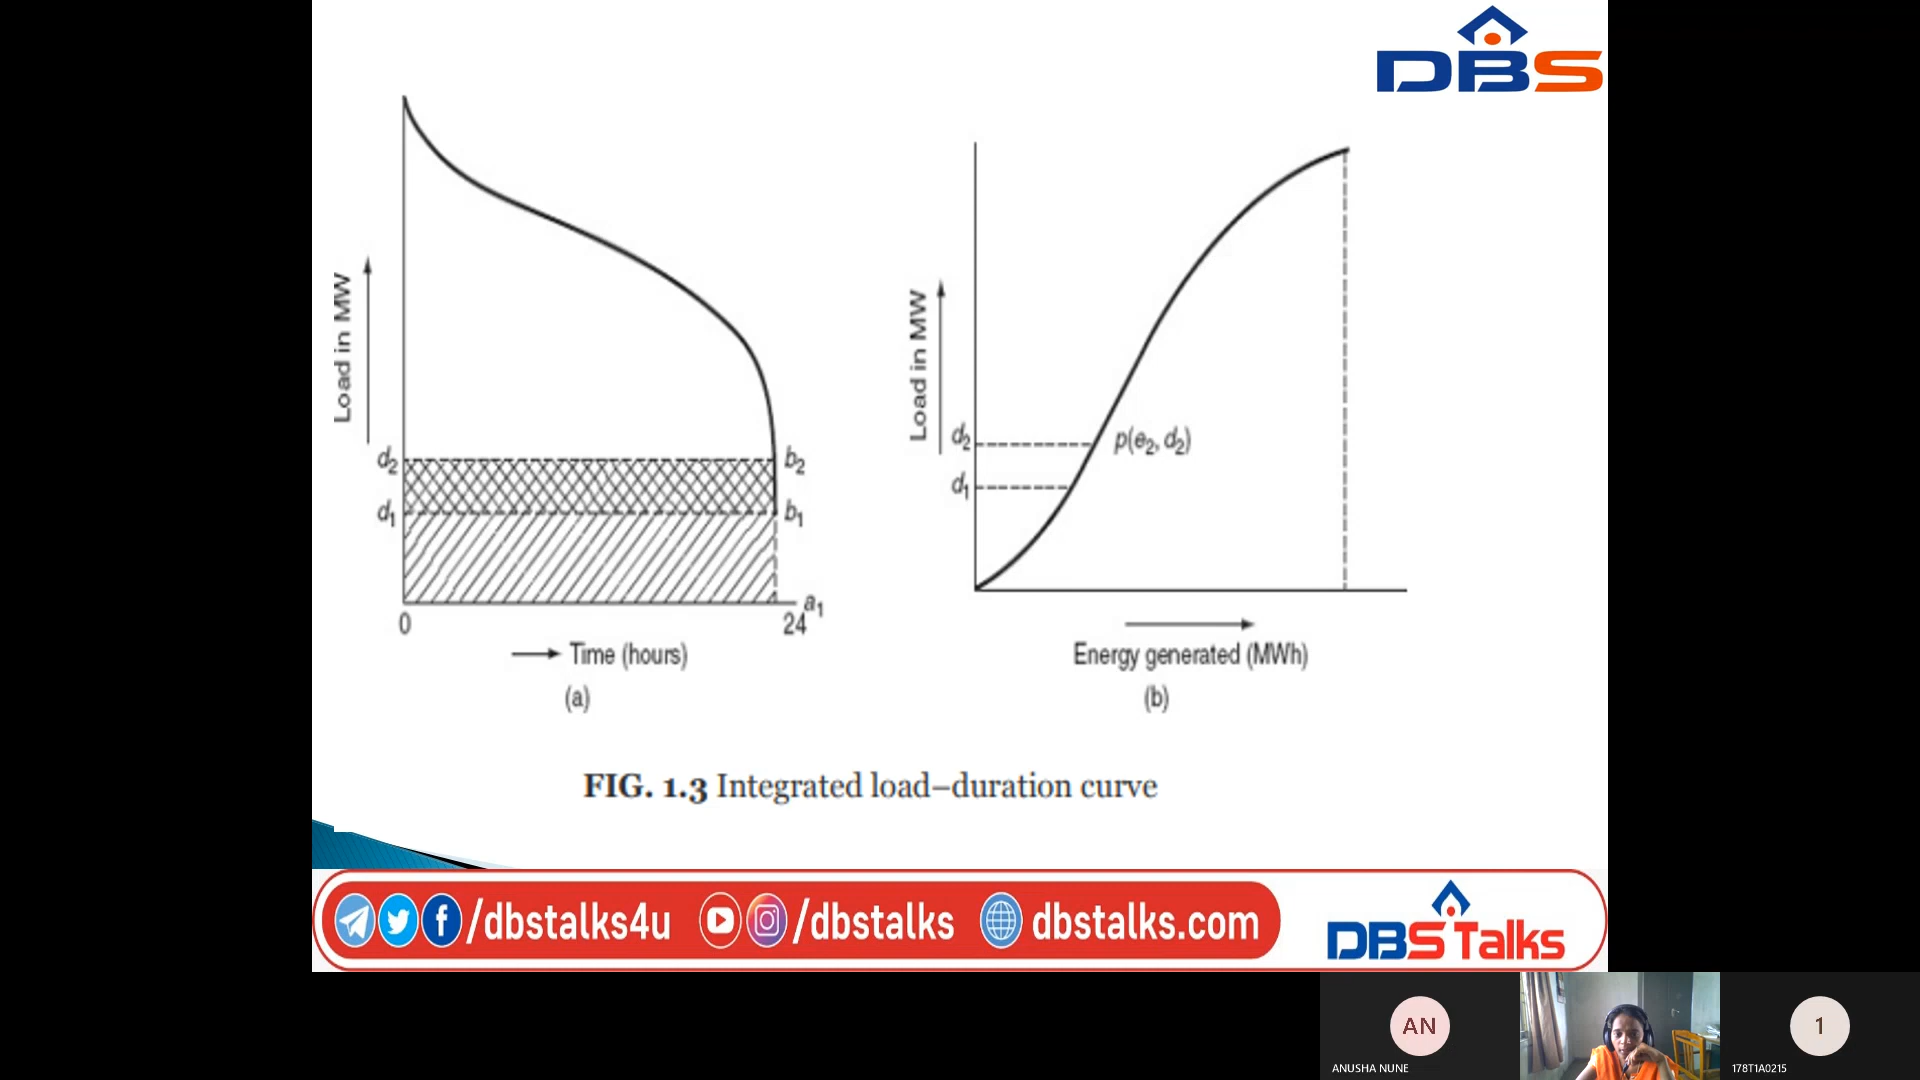 DBS
Load in MW
d2
b2
d1
b1
a1
0
24
Time (hours)
(a)
Load in MW
d2
p(e2, d2)
d1
Energy generated (MWh)
(b)
FIG. 1.3 Integrated load–duration curve
/dbstalks4u /dbstalks dbstalks.com
DBS Talks
AN
1
ANUSHA NUNE
178T1A0215